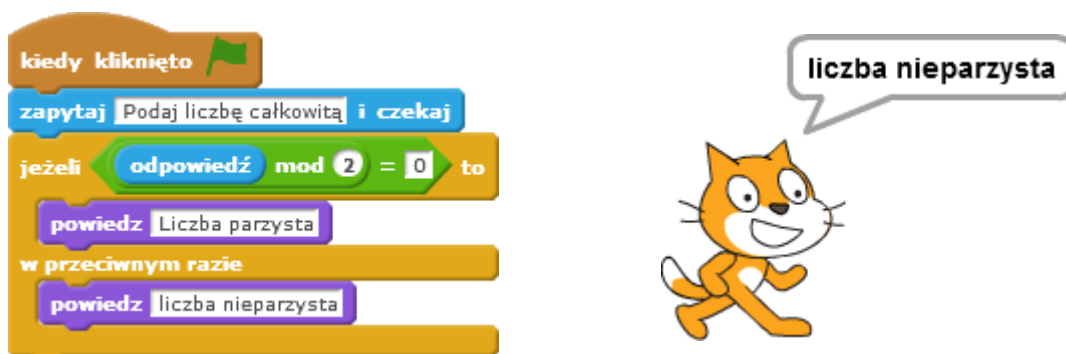 kiedy kliknięto
zapytaj Podaj liczbę całkowitą i czekaj
jeżeli odpowiedź mod 2 = 0 to
powiedz Liczba parzysta
w przeciwnym razie
powiedz liczba nieparzysta
liczba nieparzysta